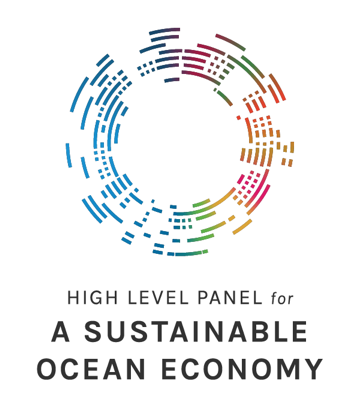 HIGH LEVEL PANEL for
A SUSTAINABLE
OCEAN ECONOMY